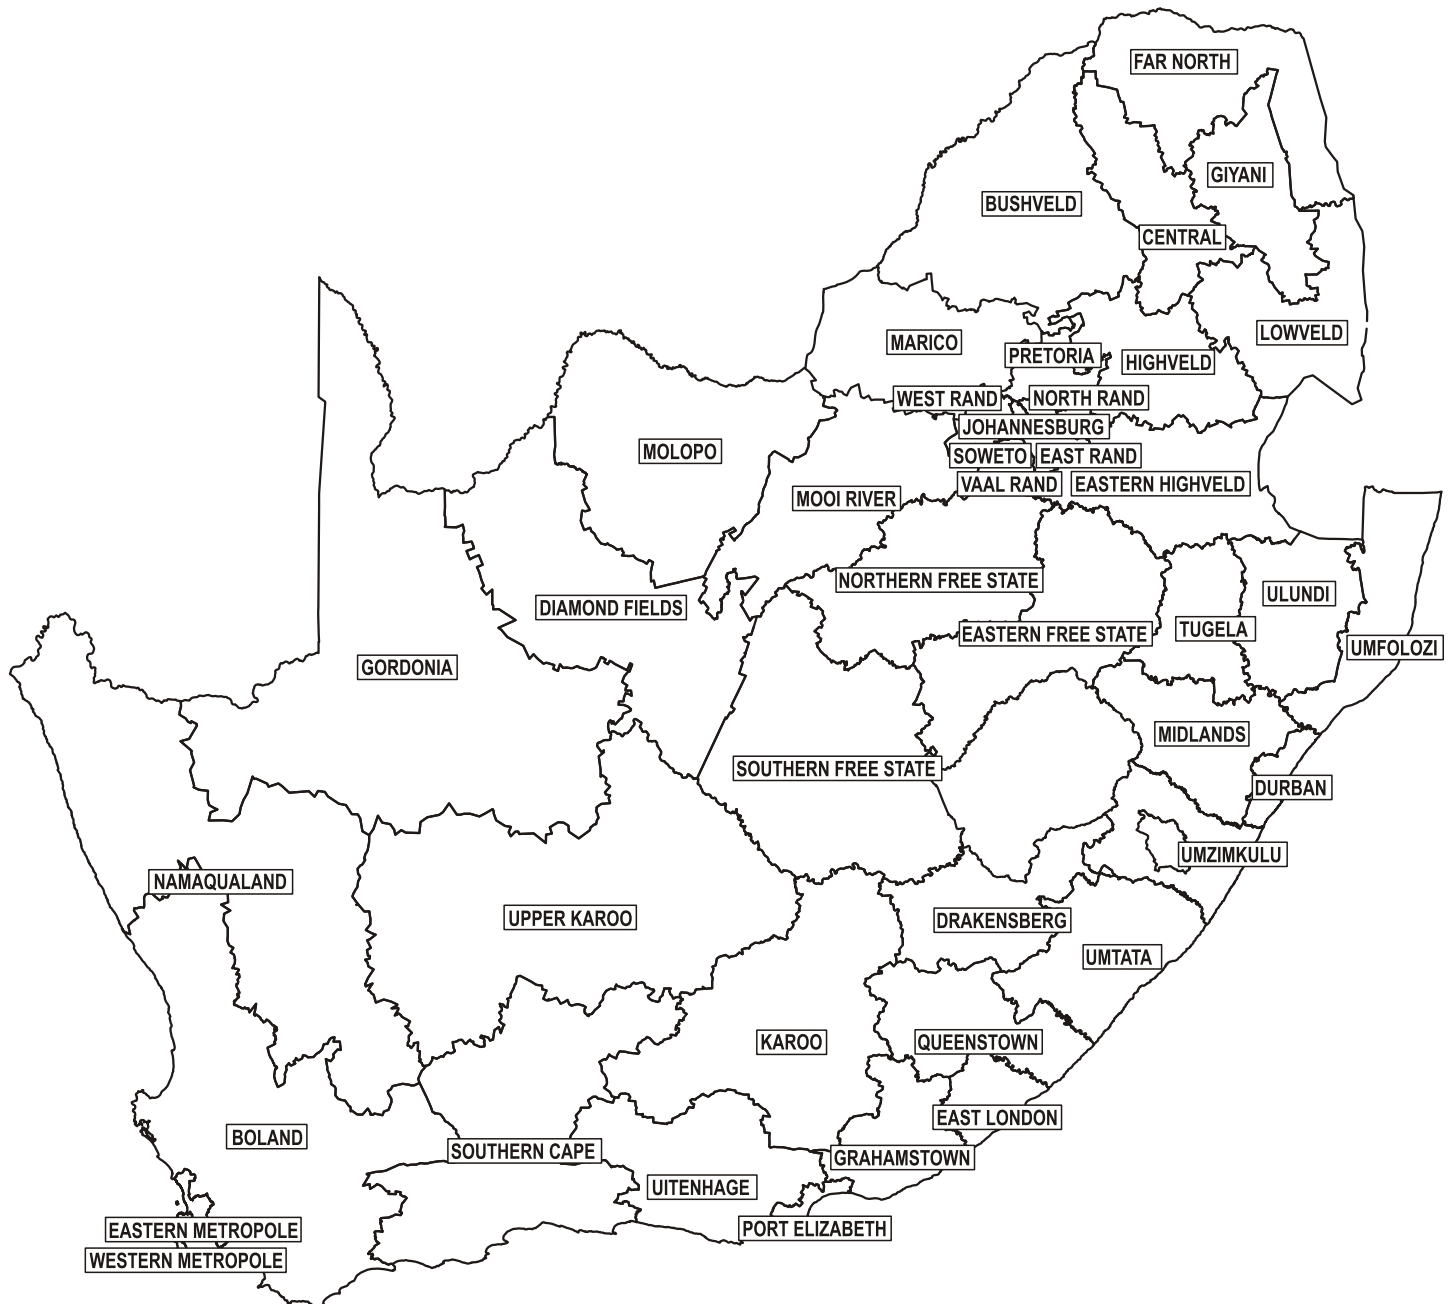 FAR NORTH
GIYANI
BUSHVELD
CENTRAL
LOWVELD
MARICO
PRETORIA
HIGHVELD
WEST RAND
NORTH RAND
JOHANNESBURG
MOLOPO
SOWETO
EAST RAND
VAAL RAND
EASTERN HIGHVELD
MOOI RIVER
NORTHERN FREE STATE
ULUNDI
DIAMOND FIELDS
TUGELA
EASTERN FREE STATE
UMFOLOZI
GORDONIA
MIDLANDS
SOUTHERN FREE STATE
DURBAN
UMZIMKULU
NAMAQUALAND
UPPER KAROO
DRAKENSBERG
UMTATA
KAROO
QUEENSTOWN
EAST LONDON
BOLAND
SOUTHERN CAPE
GRAHAMSTOWN
UITENHAGE
PORT ELIZABETH
EASTERN METROPOLE
WESTERN METROPOLE